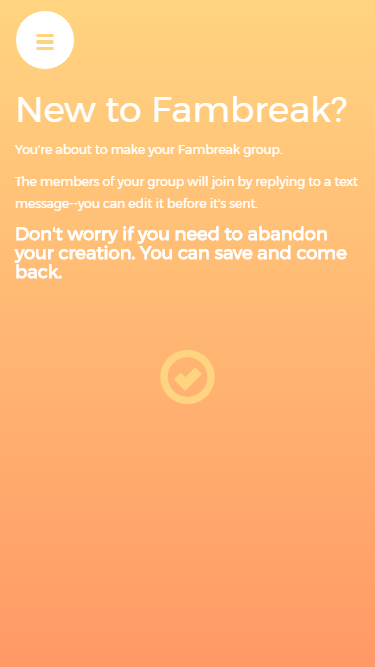 New to Fambreak?
You're about to make your Fambreak group.
The members of your group will join by replying to a text
message--you can edit it before it's sent.
Don't worry if you need to abandon
your creation. You can save and come
back.